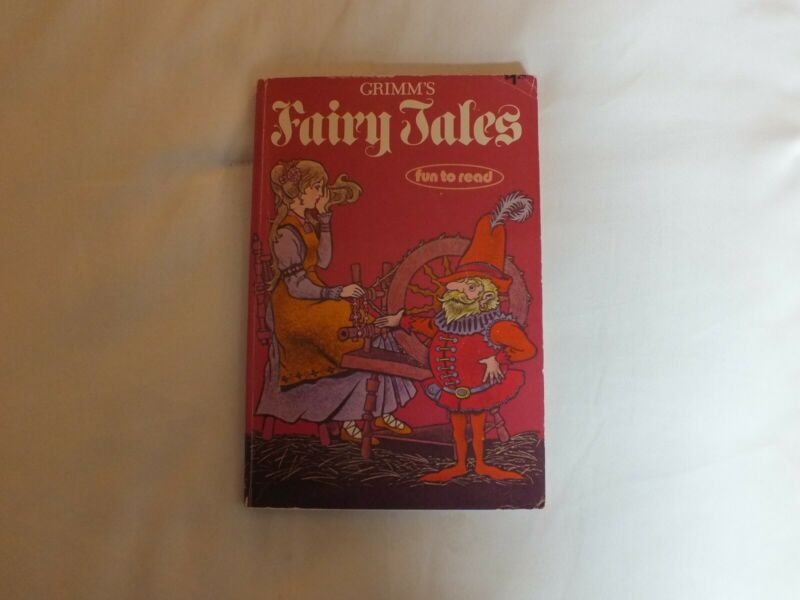 GRIMM'S
Fairy Tales
fun to read